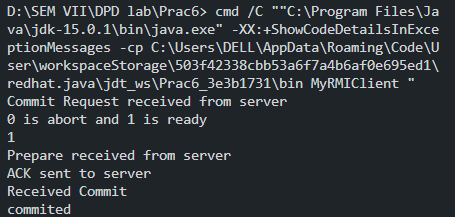 D:\SEM VII\DPD lab\Prac6> cmd /C ""C:\Program Files\Ja
va\jdk-15.0.1\bin\java.exe" -XX:+ShowCodeDetailsInExce
ptionMessages -cp C:\Users\DELL\AppData\Roaming\Code\U
ser\workspaceStorage\503f42338cbb53a6f7a4b6af0e695ed1\
redhat.java\jdt_ws\Prac6_3e3b1731\bin MyRMIClient "
Commit Request received from server
0 is abort and 1 is ready
1
Prepare received from server
ACK sent to server
Received Commit
commited